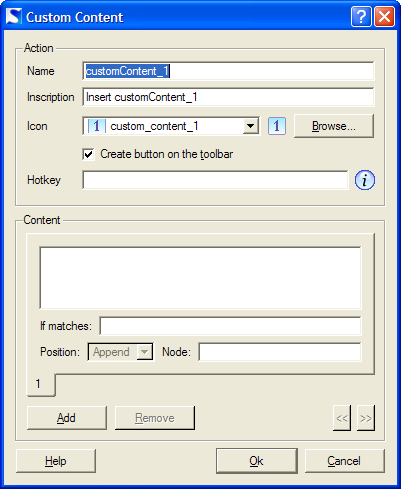 Custom Content
Action
Name customContent_1
Inscription Insert customContent_1
Icon 1 custom_content_1 1 Browse...
Create button on the toolbar
Hotkey i
Content
If matches:
Position: Append Node:
1
Add Remove << >>
Help Ok Cancel